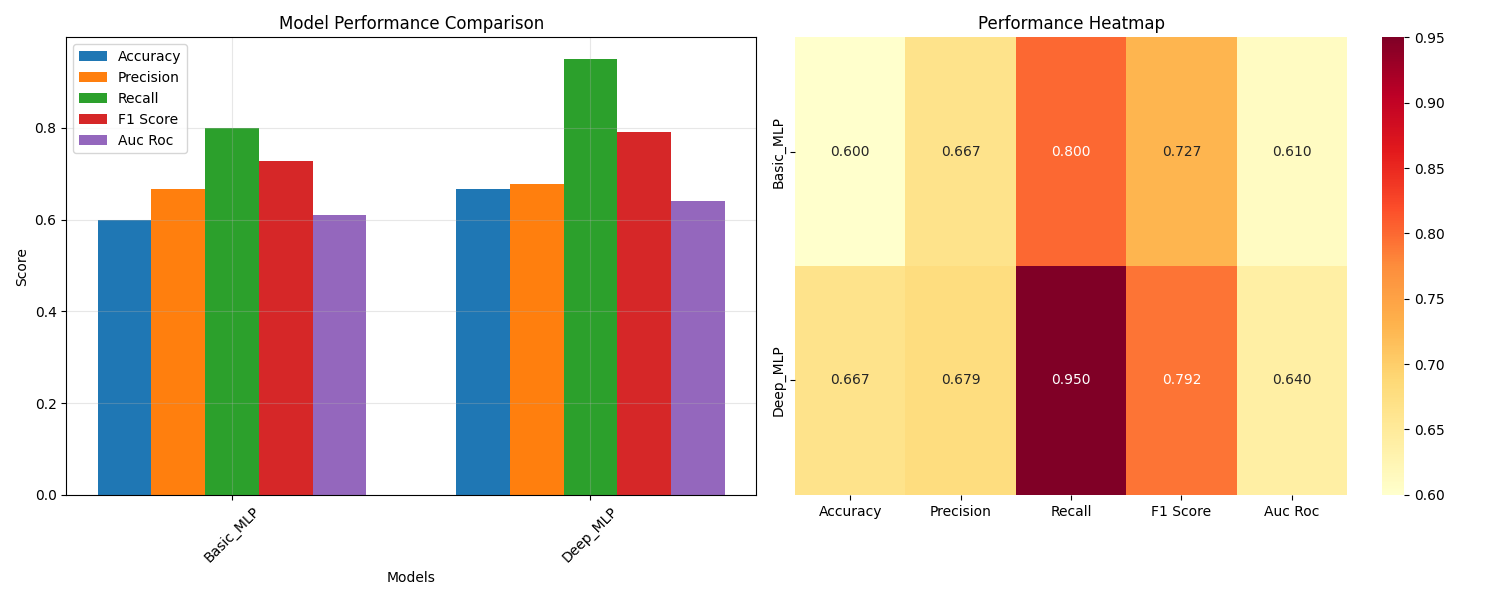 Model Performance Comparison
Accuracy
Precision
Recall
F1 Score
Auc Roc
0.8
0.6
0.4
0.2
0.0
Score
Basic_MLP
Deep_MLP
Models
Performance Heatmap
Basic_MLP
0.600 0.667 0.800 0.727 0.610
Deep_MLP
0.667 0.679 0.950 0.792 0.640
Accuracy Precision Recall F1 Score Auc Roc
0.95
0.90
0.85
0.80
0.75
0.70
0.65
0.60